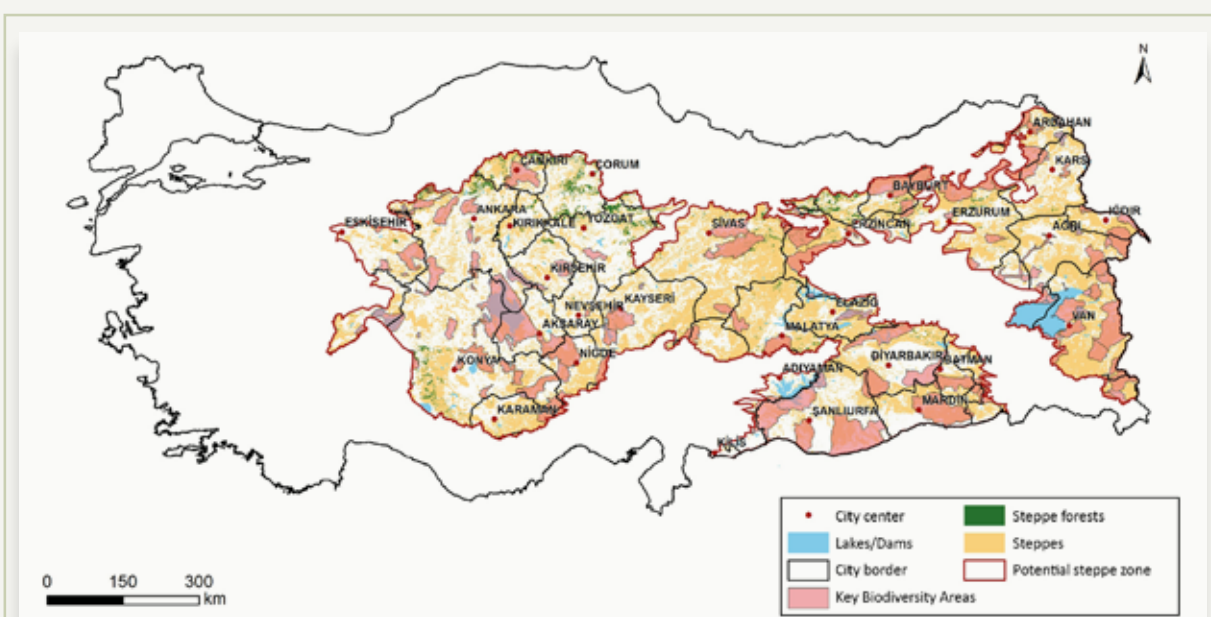 N
ARDAHAN
KARS
ÇANKIRI
ÇORUM
BAYBURT
ANKARA
KIRIKKALE
YOZGAT
ESKİSEHİR
SİVAS
ERZİNCAN
ERZURUM
IĞDIR
AĞRI
KIRŞEHİR
NEVŞEHİR
KAYSERİ
ELAZIĞ
AKSARAY
MALATYA
VAN
KONYA
NİĞDE
DİYARBAKIR
BATMAN
ADIYAMAN
KARAMAN
ŞANLIURFA
MARDİN
KİLİS
City center
Steppe forests
Lakes/Dams
Steppes
City border
Potential steppe zone
Key Biodiversity Areas
0 150 300
km